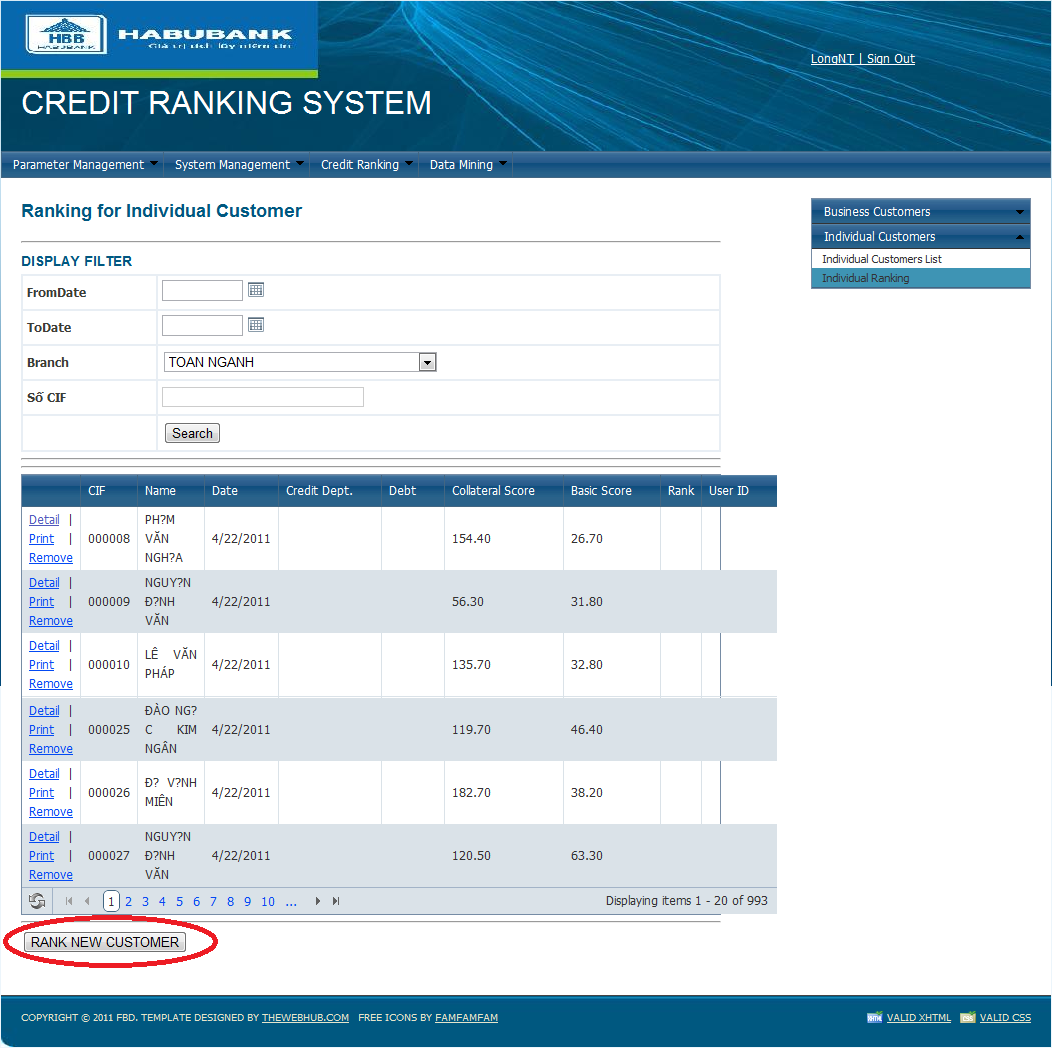 HBB
HABUBANK
HABUBANK
Giá trị tích lũy niềm tin
LongNT | Sign Out
CREDIT RANKING SYSTEM
Parameter Management System Management Credit Ranking Data Mining
Ranking for Individual Customer
Business Customers
Individual Customers
Individual Customers List
Individual Ranking
DISPLAY FILTER
FromDate
ToDate
Branch TOAN NGANH
Số CIF
Search
CIF Name Date Credit Dept. Debt Collateral Score Basic Score Rank User ID
Detail | Print | Remove 000008 PH?M VĂN NGH?A 4/22/2011 154.40 26.70
Detail | Print | Remove 000009 NGUY?N Đ?NH VĂN 4/22/2011 56.30 31.80
Detail | Print | Remove 000010 LÊ VĂN PHÁP 4/22/2011 135.70 32.80
Detail | Print | Remove 000025 ĐÀO NG?C KIM NGÂN 4/22/2011 119.70 46.40
Detail | Print | Remove 000026 Đ? V?NH MIÊN 4/22/2011 182.70 38.20
Detail | Print | Remove 000027 NGUY?N Đ?NH VĂN 4/22/2011 120.50 63.30
1 2 3 4 5 6 7 8 9 10 ... Displaying items 1 - 20 of 993
RANK NEW CUSTOMER
COPYRIGHT © 2011 FBD. TEMPLATE DESIGNED BY THEWEBHUB.COM FREE ICONS BY FAMFAMFAM VALID XHTML VALID CSS